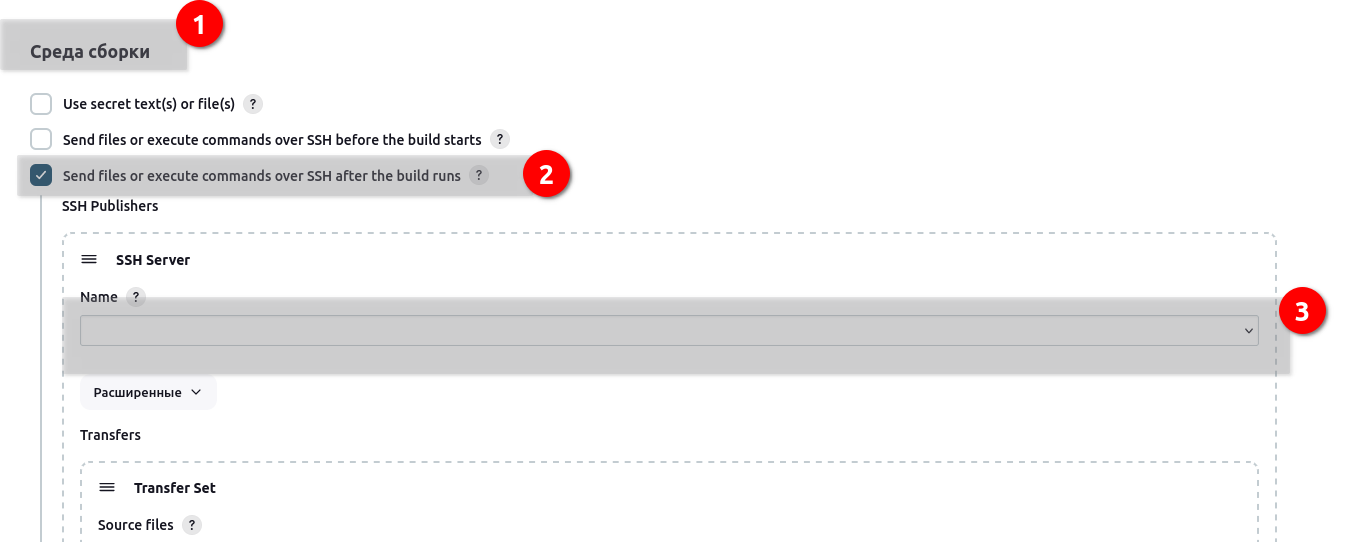 1
Среда сборки
Use secret text(s) or file(s) ?
Send files or execute commands over SSH before the build starts ?
Send files or execute commands over SSH after the build runs ? 2
SSH Publishers
SSH Server
Name ?
3
Расширенные
Transfers
Transfer Set
Source files ?